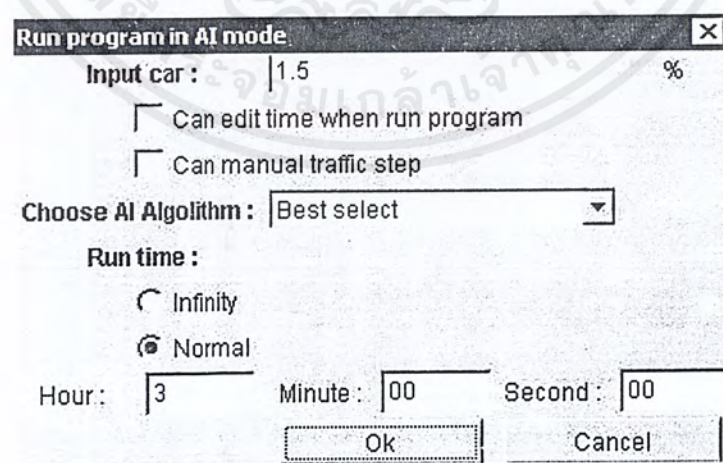 Run program in AI mode
Input car : 1.5 %
Can edit time when run program
Can manual traffic step
Choose AI Algolithm : Best select
Run time :
Infinity
Normal
Hour : 3 Minute : 00 Second : 00
Ok Cancel